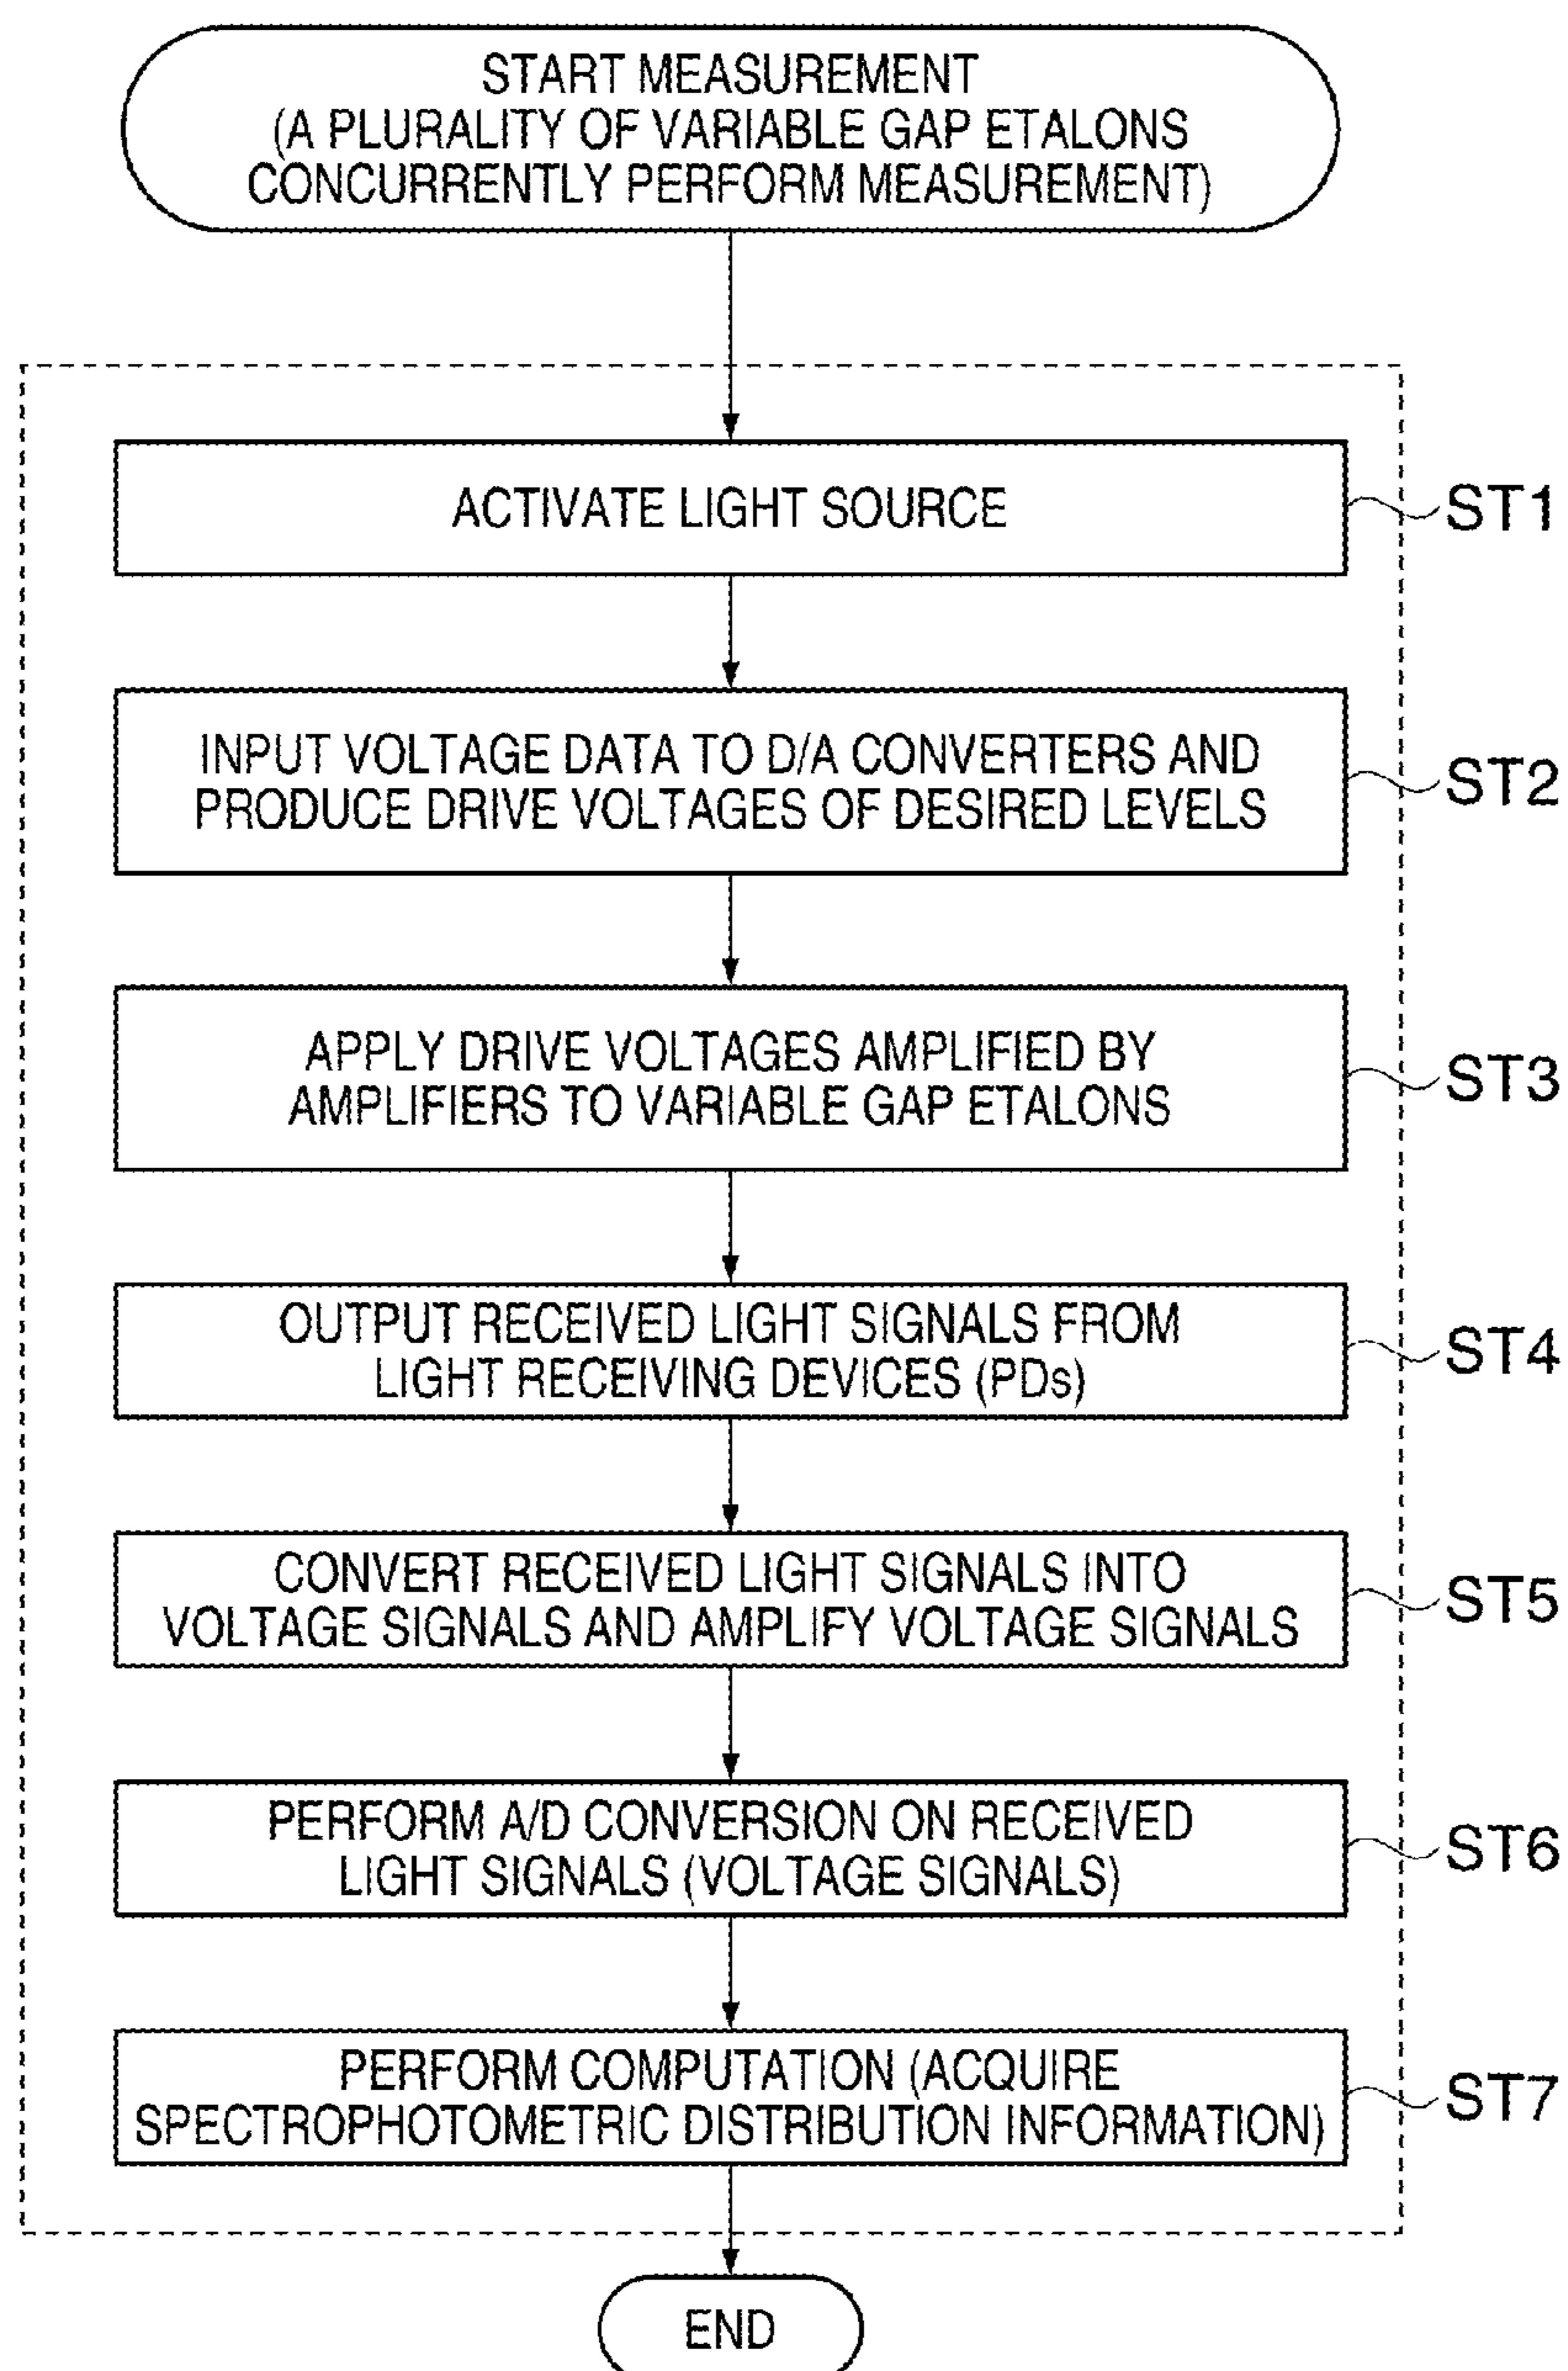 START MEASUREMENT
(A PLURALITY OF VARIABLE GAP ETALONS
CONCURRENTLY PERFORM MEASUREMENT)
ACTIVATE LIGHT SOURCE
ST1
INPUT VOLTAGE DATA TO D/A CONVERTERS AND
PRODUCE DRIVE VOLTAGES OF DESIRED LEVELS
ST2
APPLY DRIVE VOLTAGES AMPLIFIED BY
AMPLIFIERS TO VARIABLE GAP ETALONS
ST3
OUTPUT RECEIVED LIGHT SIGNALS FROM
LIGHT RECEIVING DEVICES (PDs)
ST4
CONVERT RECEIVED LIGHT SIGNALS INTO
VOLTAGE SIGNALS AND AMPLIFY VOLTAGE SIGNALS
ST5
PERFORM A/D CONVERSION ON RECEIVED
LIGHT SIGNALS (VOLTAGE SIGNALS)
ST6
PERFORM COMPUTATION (ACQUIRE
SPECTROPHOTOMETRIC DISTRIBUTION INFORMATION)
ST7
END